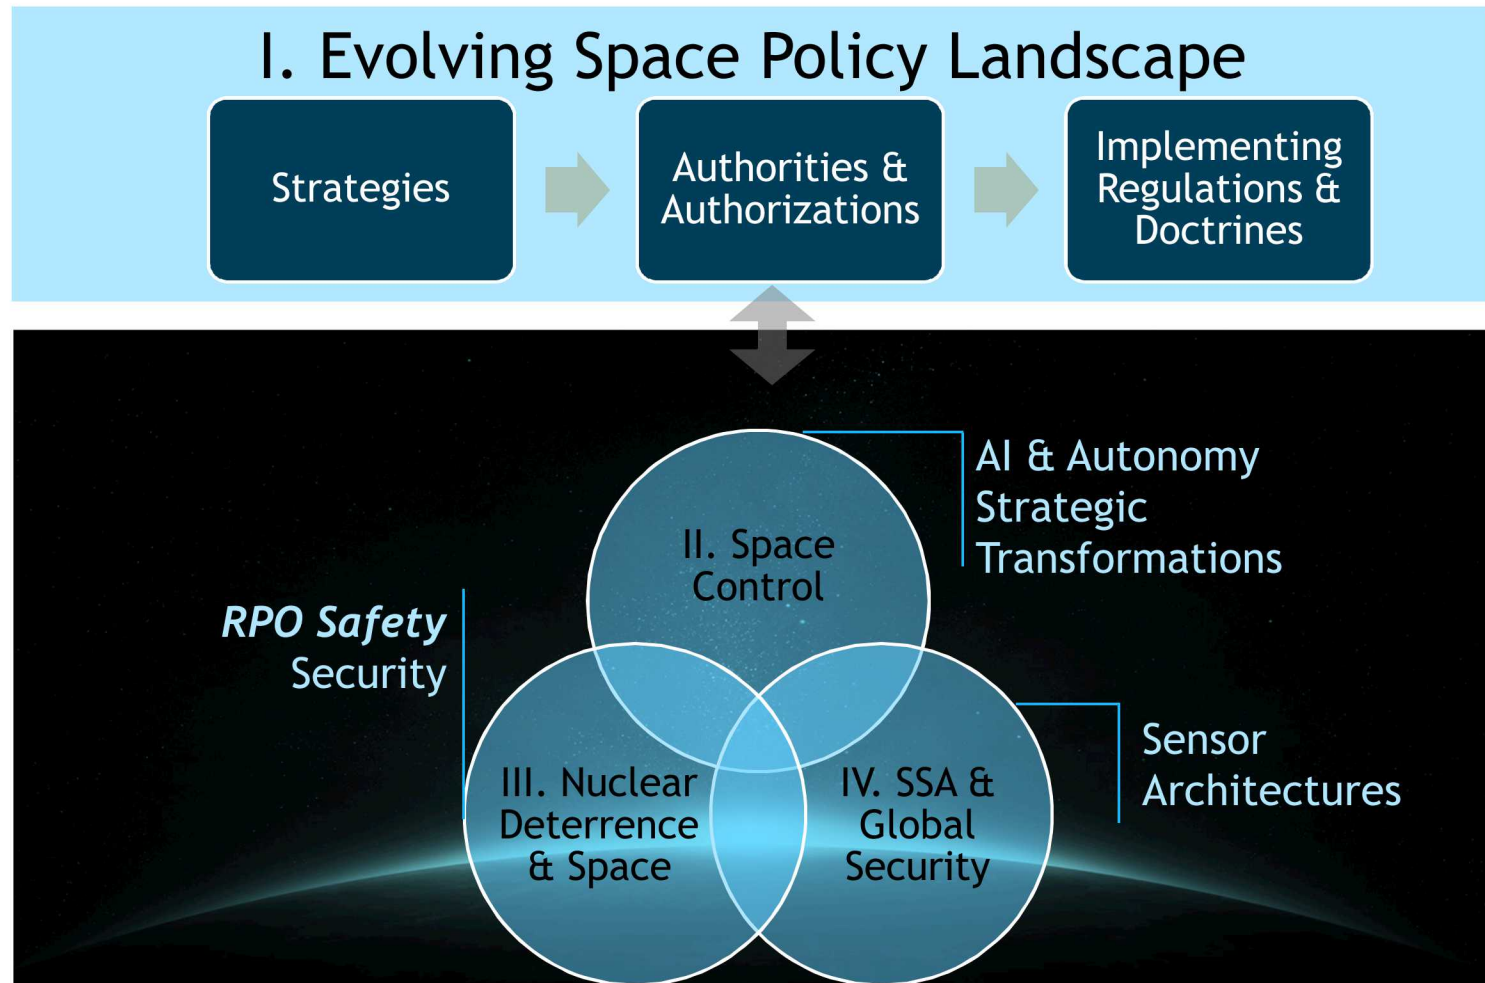 I. Evolving Space Policy Landscape
Strategies
Authorities &
Authorizations
Implementing
Regulations &
Doctrines
AI & Autonomy
Strategic
Transformations
II. Space
Control
RPO Safety
Security
III. Nuclear
Deterrence
& Space
IV. SSA &
Global
Security
Sensor
Architectures